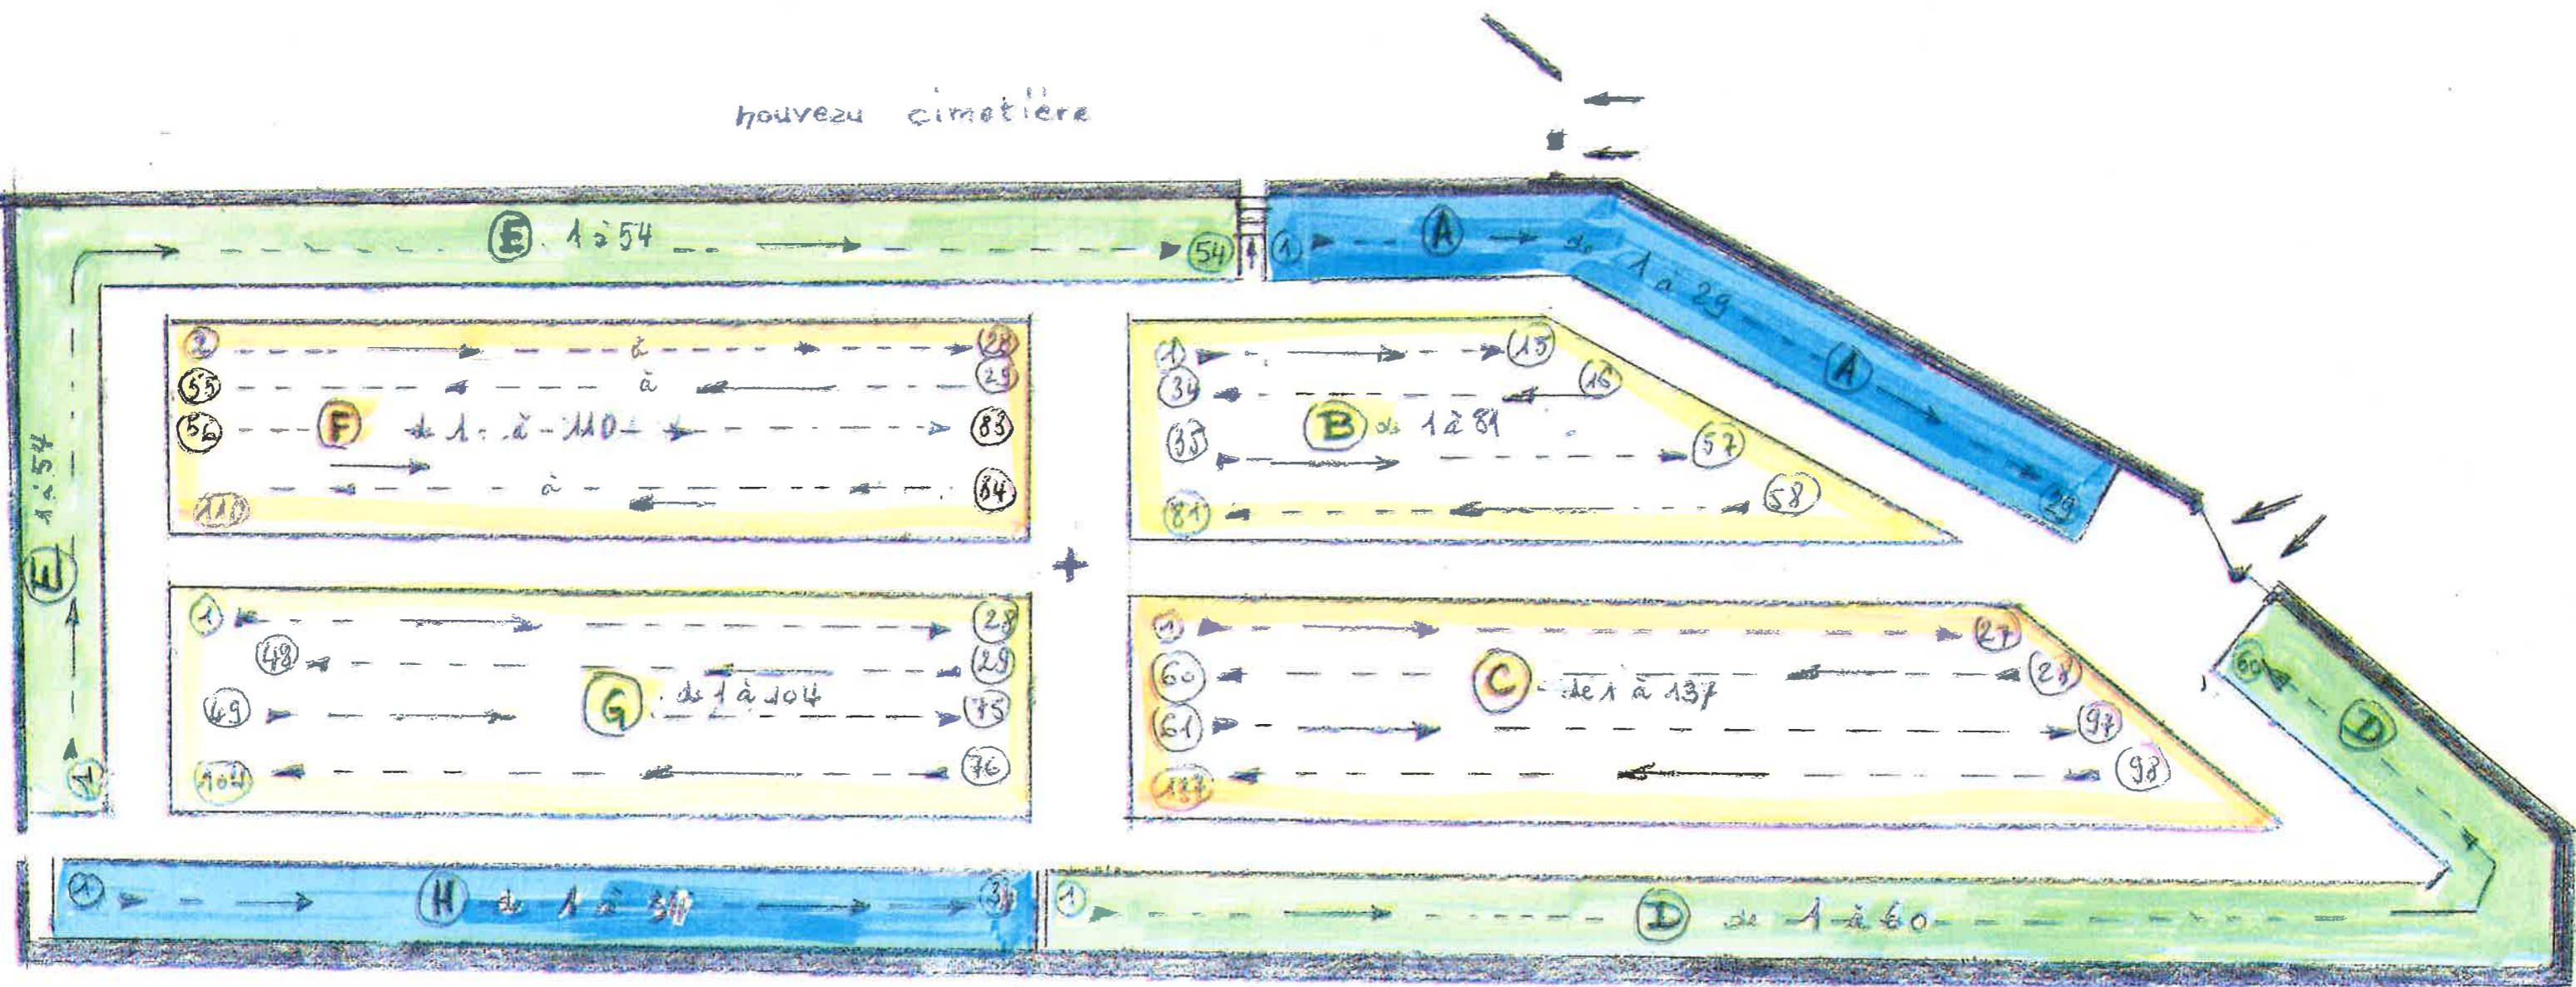 nouveau cimetière
E 1 à 54 54
1 A de 1 à 29 A 29
E 1 à 54
1
2 à 28
55 à 29
56 F de 1 à 110 83
à 84
110
1 15
34 16
35 B de 1 à 81 57
81 58
1 28
48 29
49 G de 1 à 104 75
104 76
1 27
60 28
C de 1 à 137
61 97
137 98
60 D
1 H de 1 à 34 34
1 D de 1 à 60